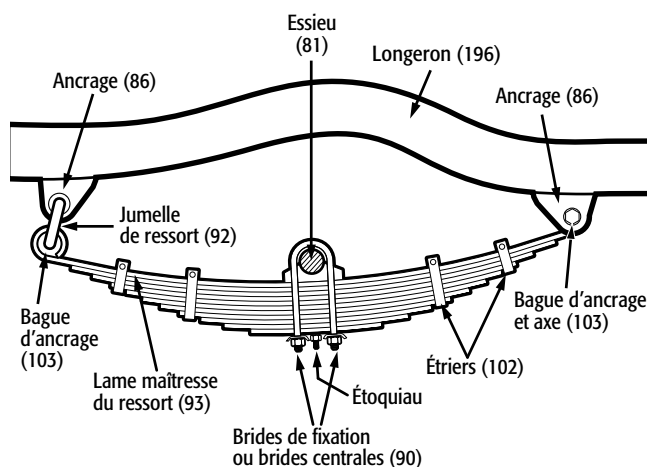 Essieu
(81)
Longeron (196)
Ancrage (86)
Ancrage (86)
Jumelle
de ressort (92)
Bague
d'ancrage
(103)
Bague d'ancrage
et axe (103)
Lame maîtresse
du ressort (93)
Étriers (102)
Étoquiau
Brides de fixation
ou brides centrales (90)